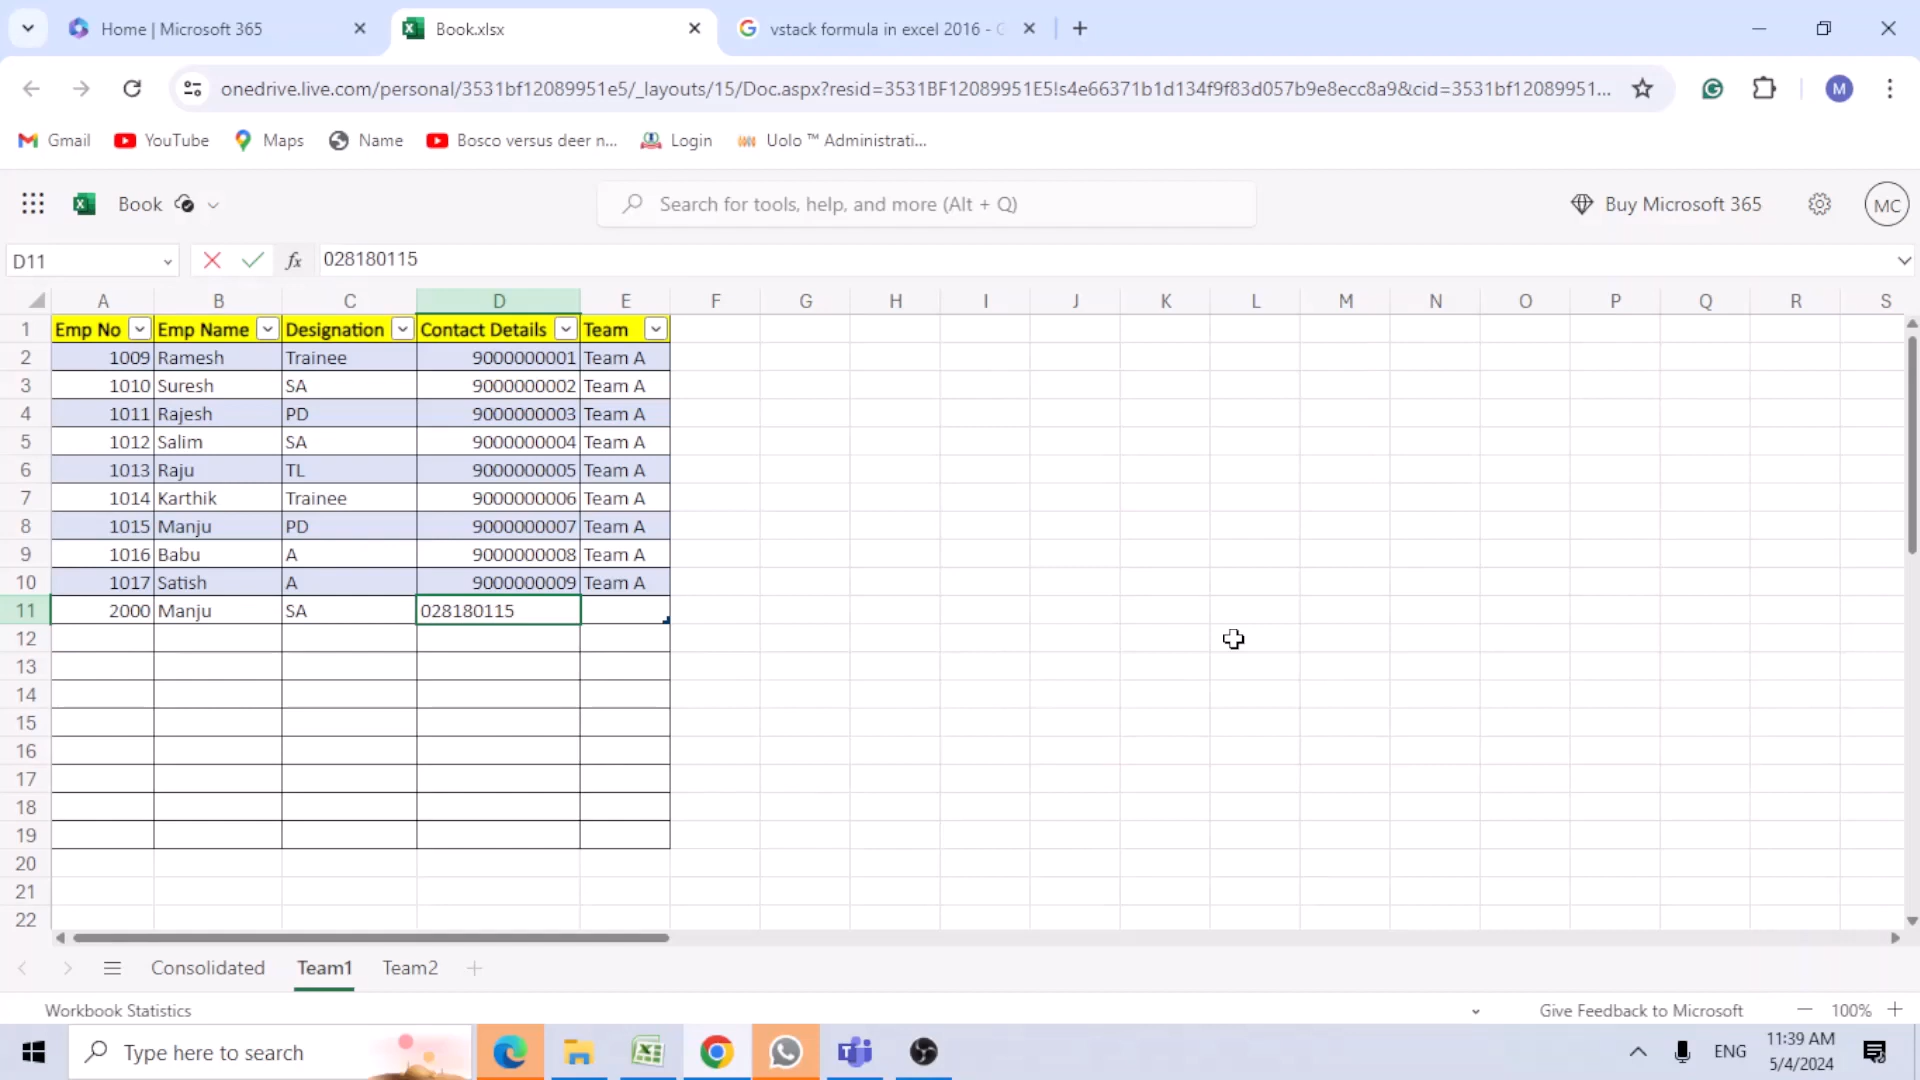 Home | Microsoft 365
Book.xlsx
vstack formula in excel 2016 -
onedrive.live.com/personal/3531bf12089951e5/_layouts/15/Doc.aspx?resid=3531BF12089951E5!s4e66371b1d134f9f83d057b9e8ecc8a9&cid=3531bf12089951...
M
Gmail
YouTube
Maps
Name
Bosco versus deer n...
Login
Uolo ™ Administrati...
Book
Search for tools, help, and more (Alt + Q)
Buy Microsoft 365
MC
D11
fx
028180115
A B C D E F G H I J K L M N O P Q R S
1 Emp No Emp Name Designation Contact Details Team
2 1009 Ramesh Trainee 9000000001 Team A
3 1010 Suresh SA 9000000002 Team A
4 1011 Rajesh PD 9000000003 Team A
5 1012 Salim SA 9000000004 Team A
6 1013 Raju TL 9000000005 Team A
7 1014 Karthik Trainee 9000000006 Team A
8 1015 Manju PD 9000000007 Team A
9 1016 Babu A 9000000008 Team A
10 1017 Satish A 9000000009 Team A
11 2000 Manju SA 028180115
12
13
14
15
16
17
18
19
20
21
22
Consolidated
Team1
Team2
Workbook Statistics
Give Feedback to Microsoft
100%
Type here to search
ENG
11:39 AM
5/4/2024